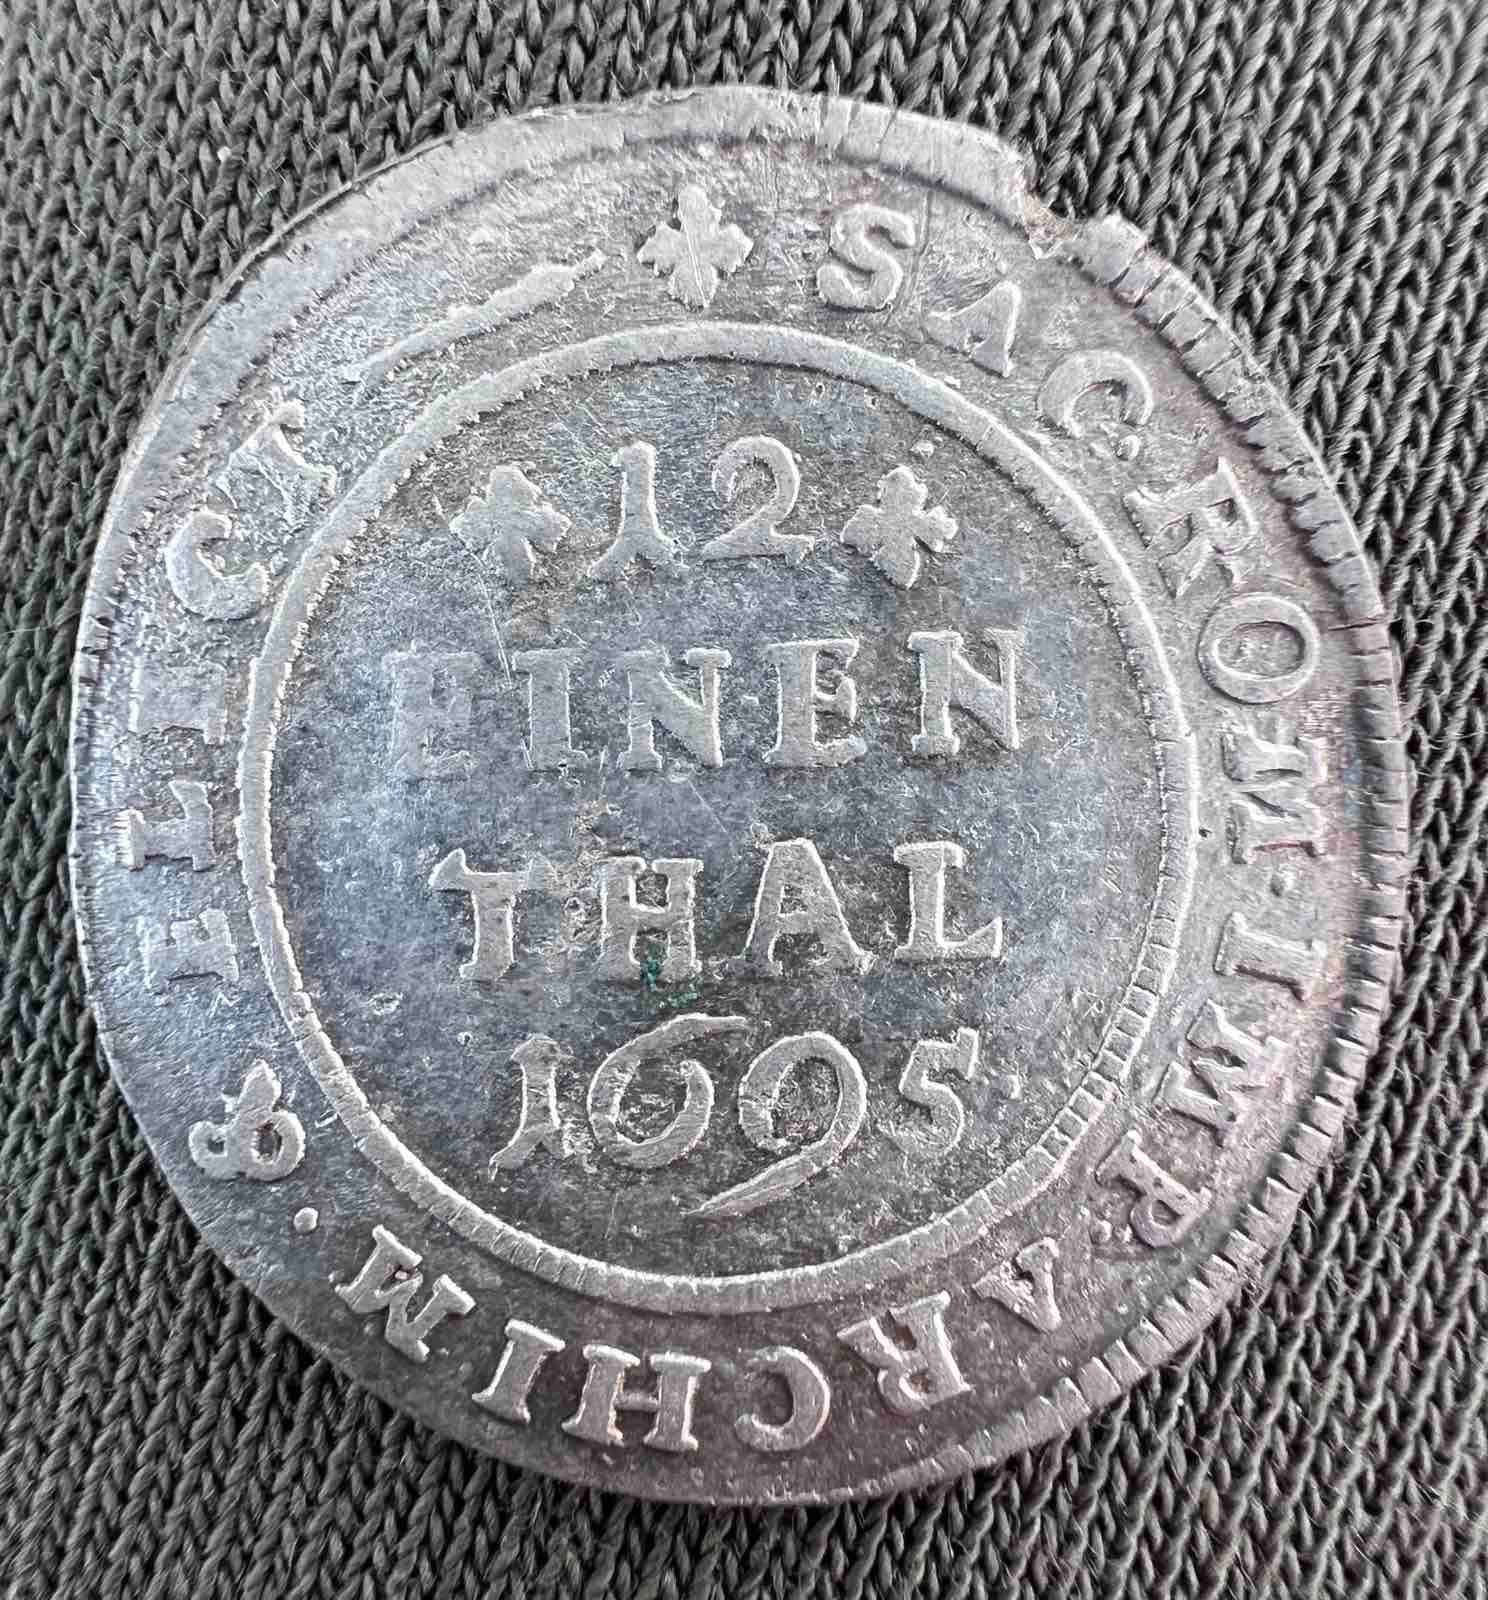 SAC. ROM. IMP. ARCHIM. & ELECT
12
EINEN
THAL
1695